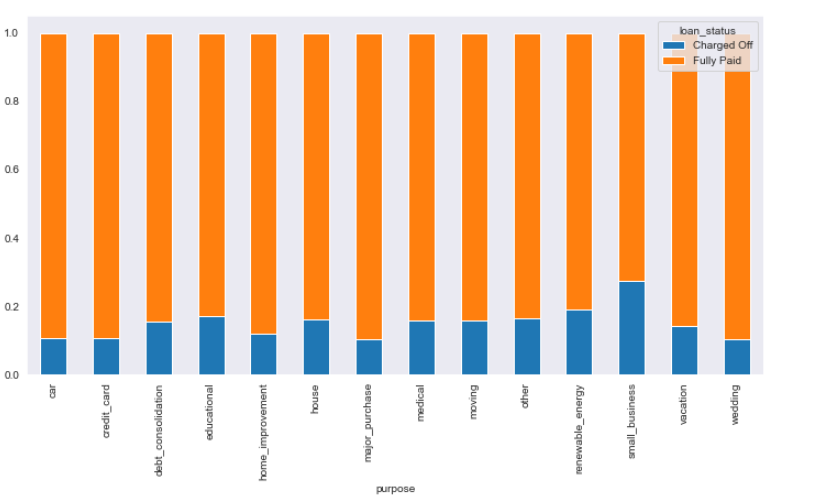 1.0
0.8
0.6
0.4
0.2
0.0
loan_status
Charged Off
Fully Paid
car
credit_card
debt_consolidation
educational
home_improvement
house
major_purchase
medical
moving
other
renewable_energy
small_business
vacation
wedding
purpose